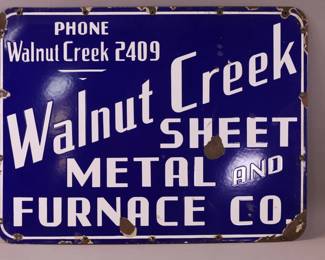 PHONE
Walnut Creek 2409
Walnut Creek
SHEET
METAL AND
FURNACE CO.